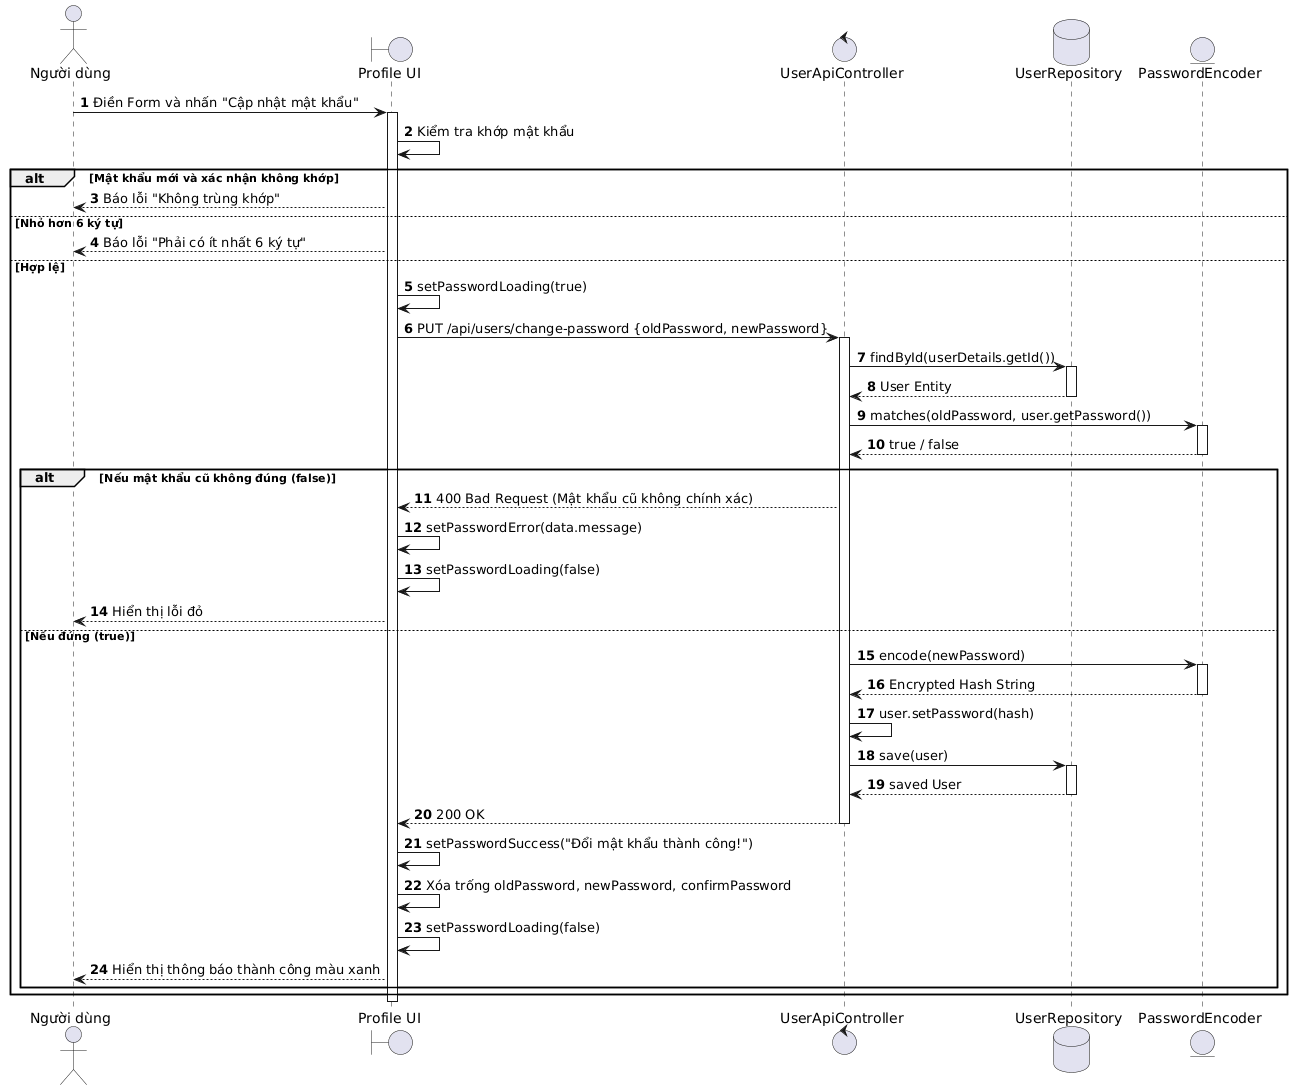 Người dùng
Profile UI
UserApiController
UserRepository
PasswordEncoder
1 Điền Form và nhấn "Cập nhật mật khẩu"
2 Kiểm tra khớp mật khẩu
alt [Mật khẩu mới và xác nhận không khớp]
3 Báo lỗi "Không trùng khớp"
[Nhỏ hơn 6 ký tự]
4 Báo lỗi "Phải có ít nhất 6 ký tự"
[Hợp lệ]
5 setPasswordLoading(true)
6 PUT /api/users/change-password {oldPassword, newPassword}
7 findById(userDetails.getId())
8 User Entity
9 matches(oldPassword, user.getPassword())
10 true / false
alt [Nếu mật khẩu cũ không đúng (false)]
11 400 Bad Request (Mật khẩu cũ không chính xác)
12 setPasswordError(data.message)
13 setPasswordLoading(false)
14 Hiển thị lỗi đỏ
[Nếu đúng (true)]
15 encode(newPassword)
16 Encrypted Hash String
17 user.setPassword(hash)
18 save(user)
19 saved User
20 200 OK
21 setPasswordSuccess("Đổi mật khẩu thành công!")
22 Xóa trống oldPassword, newPassword, confirmPassword
23 setPasswordLoading(false)
24 Hiển thị thông báo thành công màu xanh
Người dùng
Profile UI
UserApiController
UserRepository
PasswordEncoder